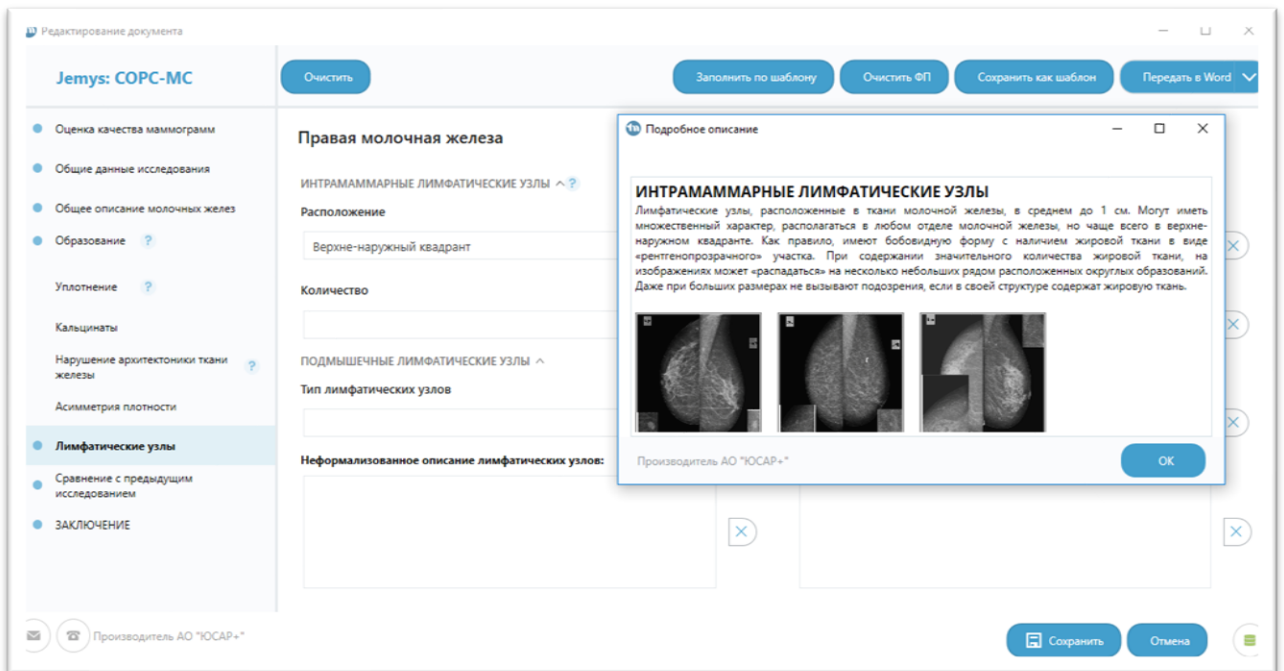 Редактирование документа
Jemys: СОРС-МС
Очистить
Заполнить по шаблону
Очистить ФП
Сохранить как шаблон
Передать в Word
Оценка качества маммограмм
Общие данные исследования
Общее описание молочных желез
Образование ?
Уплотнение ?
Кальцинаты
Нарушение архитектоники ткани
железы ?
Асимметрия плотности
Лимфатические узлы
Сравнение с предыдущим
исследованием
ЗАКЛЮЧЕНИЕ
Правая молочная железа
ИНТРАМАММАРНЫЕ ЛИМФАТИЧЕСКИЕ УЗЛЫ ?
Расположение
Верхне-наружный квадрант
Количество
ПОДМЫШЕЧНЫЕ ЛИМФАТИЧЕСКИЕ УЗЛЫ
Тип лимфатических узлов
Неформализованное описание лимфатических узлов:
Подробное описание
ИНТРАМАММАРНЫЕ ЛИМФАТИЧЕСКИЕ УЗЛЫ
Лимфатические узлы, расположенные в ткани молочной железы, в среднем до 1 см. Могут иметь
множественный характер, располагаться в любом отделе молочной железы, но чаще всего в верхне-
наружном квадранте. Как правило, имеют бобовидную форму с наличием жировой ткани в виде
«рентгенопрозрачного» участка. При содержании значительного количества жировой ткани, на
изображениях может «распадаться» на несколько небольших рядом расположенных округлых образований.
Даже при больших размерах не вызывают подозрения, если в своей структуре содержат жировую ткань.
Производитель АО "ЮСАР+"
ОК
Производитель АО "ЮСАР+"
Сохранить
Отмена